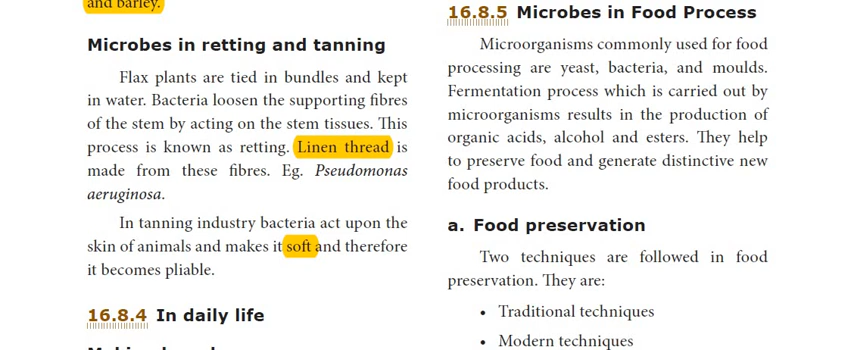 and barley.
Microbes in retting and tanning
Flax plants are tied in bundles and kept
in water. Bacteria loosen the supporting fibres
of the stem by acting on the stem tissues. This
process is known as retting. Linen thread is
made from these fibres. Eg. Pseudomonas
aeruginosa.
In tanning industry bacteria act upon the
skin of animals and makes it soft and therefore
it becomes pliable.
16.8.4 In daily life
16.8.5 Microbes in Food Process
Microorganisms commonly used for food
processing are yeast, bacteria, and moulds.
Fermentation process which is carried out by
microorganisms results in the production of
organic acids, alcohol and esters. They help
to preserve food and generate distinctive new
food products.
a. Food preservation
Two techniques are followed in food
preservation. They are:
• Traditional techniques
• Modern techniques